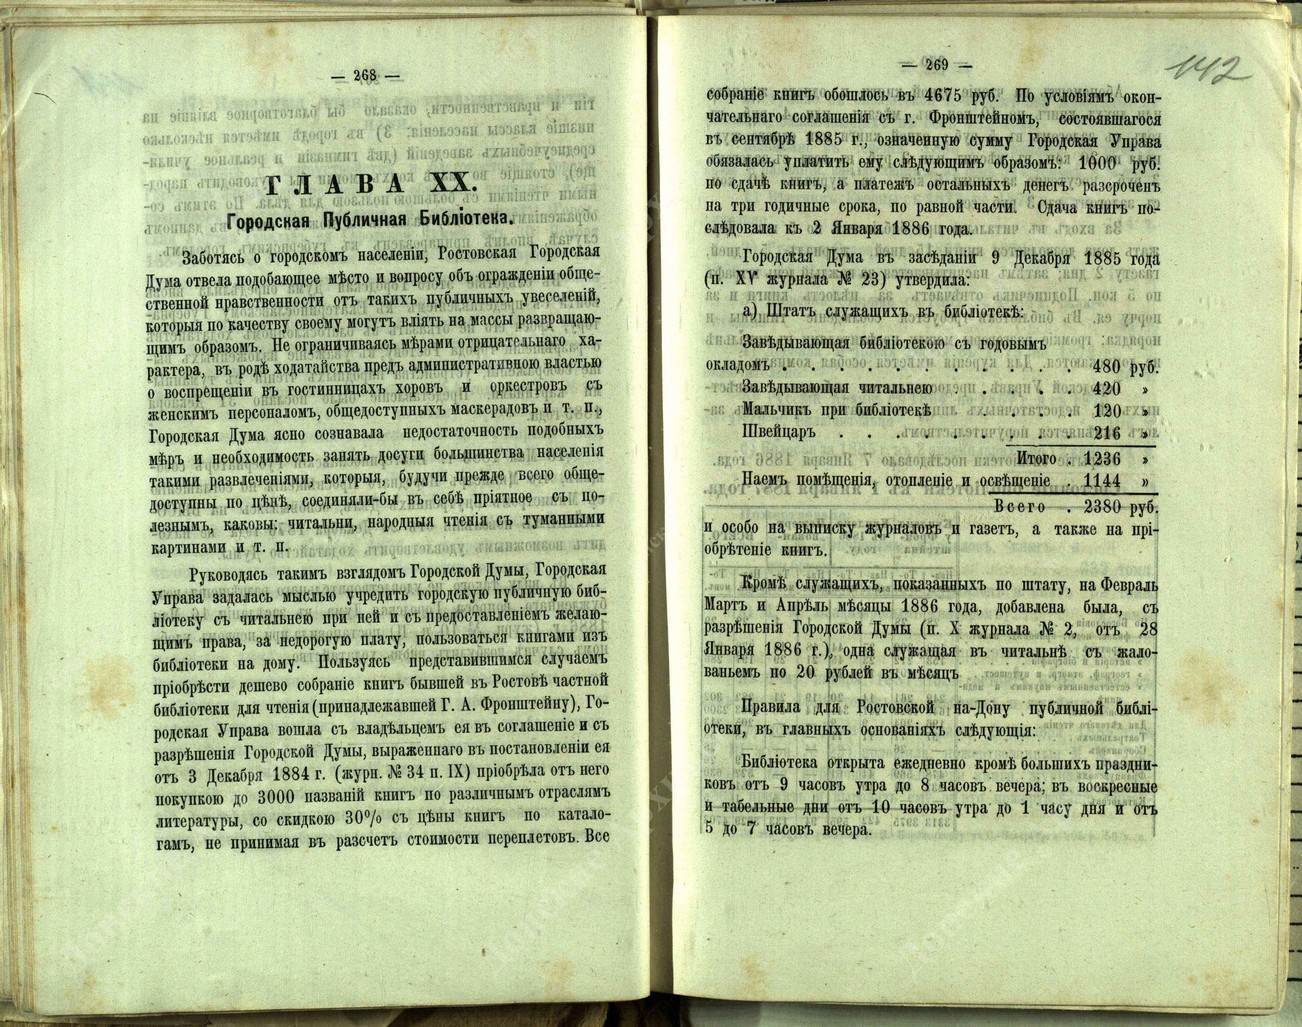 — 268 —
ГЛАВА XX.
Городская Публичная Библіотека.
Заботясь о городскомъ населеніи, Ростовская Городская
Дума отвела подобающее мѣсто и вопросу объ огражденіи обще-
ственной нравственности отъ такихъ публичныхъ увеселеній,
которыя по качеству своему могутъ вліять на массы развращаю-
щимъ образомъ. Не ограничиваясь мѣрами отрицательнаго ха-
рактера, въ родѣ ходатайства предъ административною властью
о воспрещеніи въ гостинницахъ хоровъ и оркестровъ съ
женскимъ персоналомъ, общедоступныхъ маскерадовъ и т. п.,
Городская Дума ясно сознавала недостаточность подобныхъ
мѣръ и необходимость занять досуги большинства населенія
такими развлеченіями, которыя, будучи прежде всего обще-
доступны по цѣнѣ, соединяли-бы въ себѣ пріятное съ по-
лезнымъ, каковы: читальни, народныя чтенія съ туманными
картинами и т. п.
Руководясь такимъ взглядомъ Городской Думы, Городская
Управа задалась мыслью учредить городскую публичную биб-
ліотеку съ читальнею при ней и съ предоставленіемъ желаю-
щимъ права, за недорогую плату, пользоваться книгами изъ
библіотеки на дому. Пользуясь представившимся случаемъ
пріобрѣсти дешево собраніе книгъ бывшей въ Ростовѣ частной
библіотеки для чтенія (принадлежавшей Г. А. Фронштейну), Го-
родская Управа вошла съ владѣльцемъ ея въ соглашеніе и съ
разрѣшенія Городской Думы, выраженнаго въ постановленіи ея
отъ 3 Декабря 1884 г. (журн. № 34 п. IX) пріобрѣла отъ него
покупкою до 3000 названій книгъ по различнымъ отраслямъ
литературы, со скидкою 30% съ цѣны книгъ по катало-
гамъ, не принимая въ разсчетъ стоимости переплетовъ. Все
— 269 —
142
собраніе книгъ обошлось въ 4675 руб. По условіямъ окон-
чательнаго соглашенія съ г. Фронштейномъ, состоявшагося
въ сентябрѣ 1885 г., означенную сумму Городская Управа
обязалась уплатить ему слѣдующимъ образомъ: 1000 руб.
по сдачѣ книгъ, а платежъ остальныхъ денегъ разсроченъ
на три годичные срока, по равной части. Сдача книгъ по-
слѣдовала къ 2 Января 1886 года.
Городская Дума въ засѣданіи 9 Декабря 1885 года
(п. XV журнала № 23) утвердила:
а) Штатъ служащихъ въ библіотекѣ:
Завѣдывающая библіотекою съ годовымъ
окладомъ . . . . . . . . . . . . 480 руб.
Завѣдывающая читальнею . . . . . 420 »
Мальчикъ при библіотекѣ . . . . . 120 »
Швейцаръ . . . . . . . . . 216 »
Итого . 1236 »
Наемъ помѣщенія, отопленіе и освѣщеніе . 1144 »
Всего . 2380 руб.
и особо на выписку журналовъ и газетъ, а также на прі-
обрѣтеніе книгъ.
Кромѣ служащихъ, показанныхъ по штату, на Февраль
Мартъ и Апрѣль мѣсяцы 1886 года, добавлена была, съ
разрѣшенія Городской Думы (п. X журнала № 2, отъ 28
Января 1886 г.), одна служащая въ читальнѣ съ жало-
ваньемъ по 20 рублей въ мѣсяцъ
Правила для Ростовской на-Дону публичной библі-
отеки, въ главныхъ основаніяхъ слѣдующія:
Библіотека открыта ежедневно кромѣ большихъ праздни-
ковъ отъ 9 часовъ утра до 8 часовъ вечера; въ воскресные
и табельные дни отъ 10 часовъ утра до 1 часу дня и отъ
5 до 7 часовъ вечера.